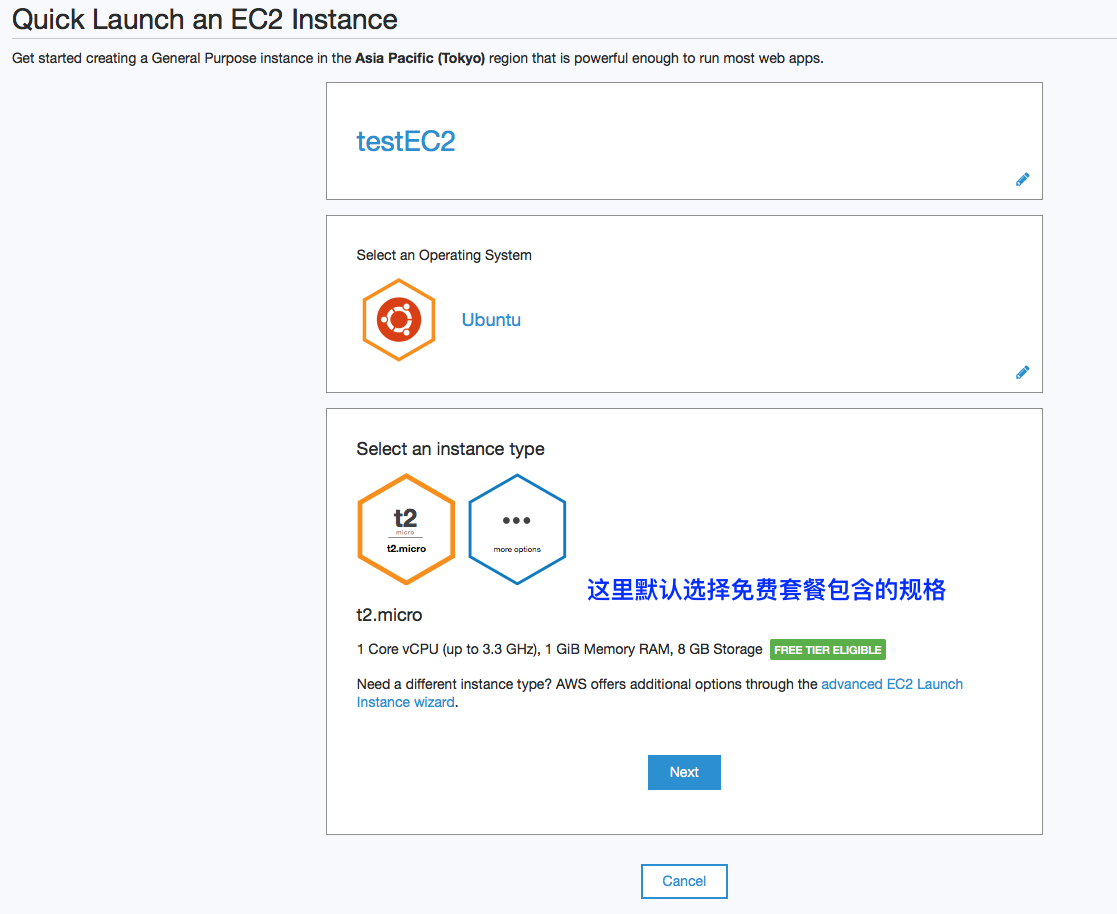 Quick Launch an EC2 Instance
Get started creating a General Purpose instance in the Asia Pacific (Tokyo) region that is powerful enough to run most web apps.
testEC2
Select an Operating System
Ubuntu
Select an instance type
t2
micro
t2.micro
more options
这里默认选择免费套餐包含的规格
t2.micro
1 Core vCPU (up to 3.3 GHz), 1 GiB Memory RAM, 8 GB Storage FREE TIER ELIGIBLE
Need a different instance type? AWS offers additional options through the advanced EC2 Launch
Instance wizard.
Next
Cancel